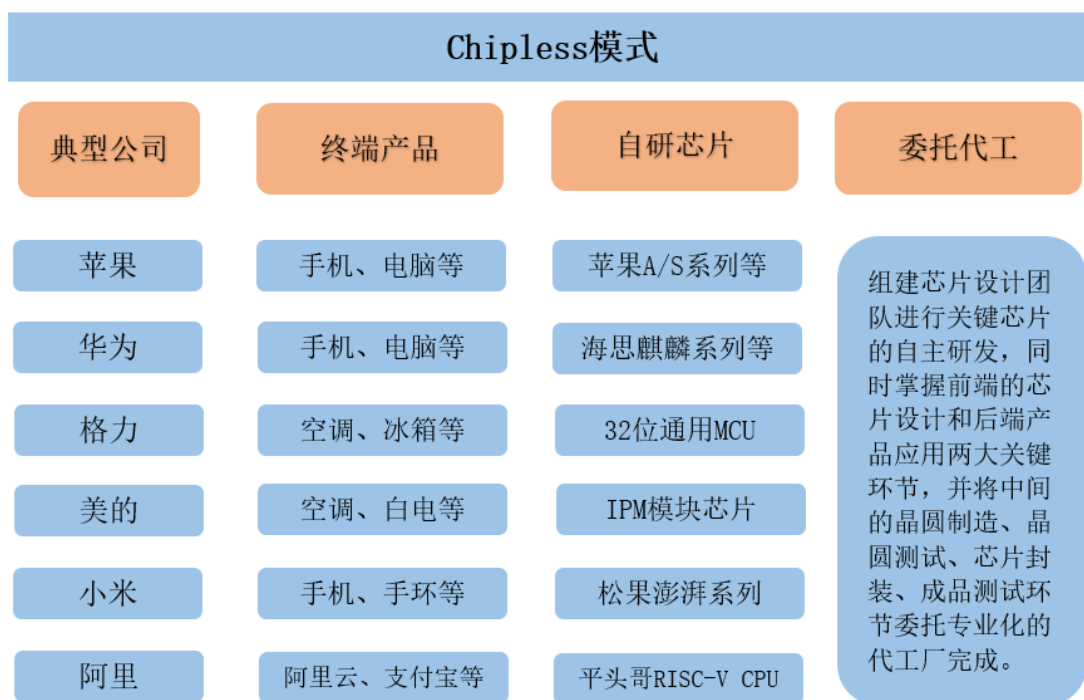 Chipless模式
典型公司
终端产品
自研芯片
委托代工
苹果
手机、电脑等
苹果A/S系列等
华为
手机、电脑等
海思麒麟系列等
格力
空调、冰箱等
32位通用MCU
美的
空调、白电等
IPM模块芯片
小米
手机、手环等
松果澎湃系列
阿里
阿里云、支付宝等
平头哥RISC-V CPU
组建芯片设计团
队进行关键芯片
的自主研发，同
时掌握前端的芯
片设计和后端产
品应用两大关键
环节，并将中间
的晶圆制造、晶
圆测试、芯片封
装、成品测试环
节委托专业化的
代工厂完成。